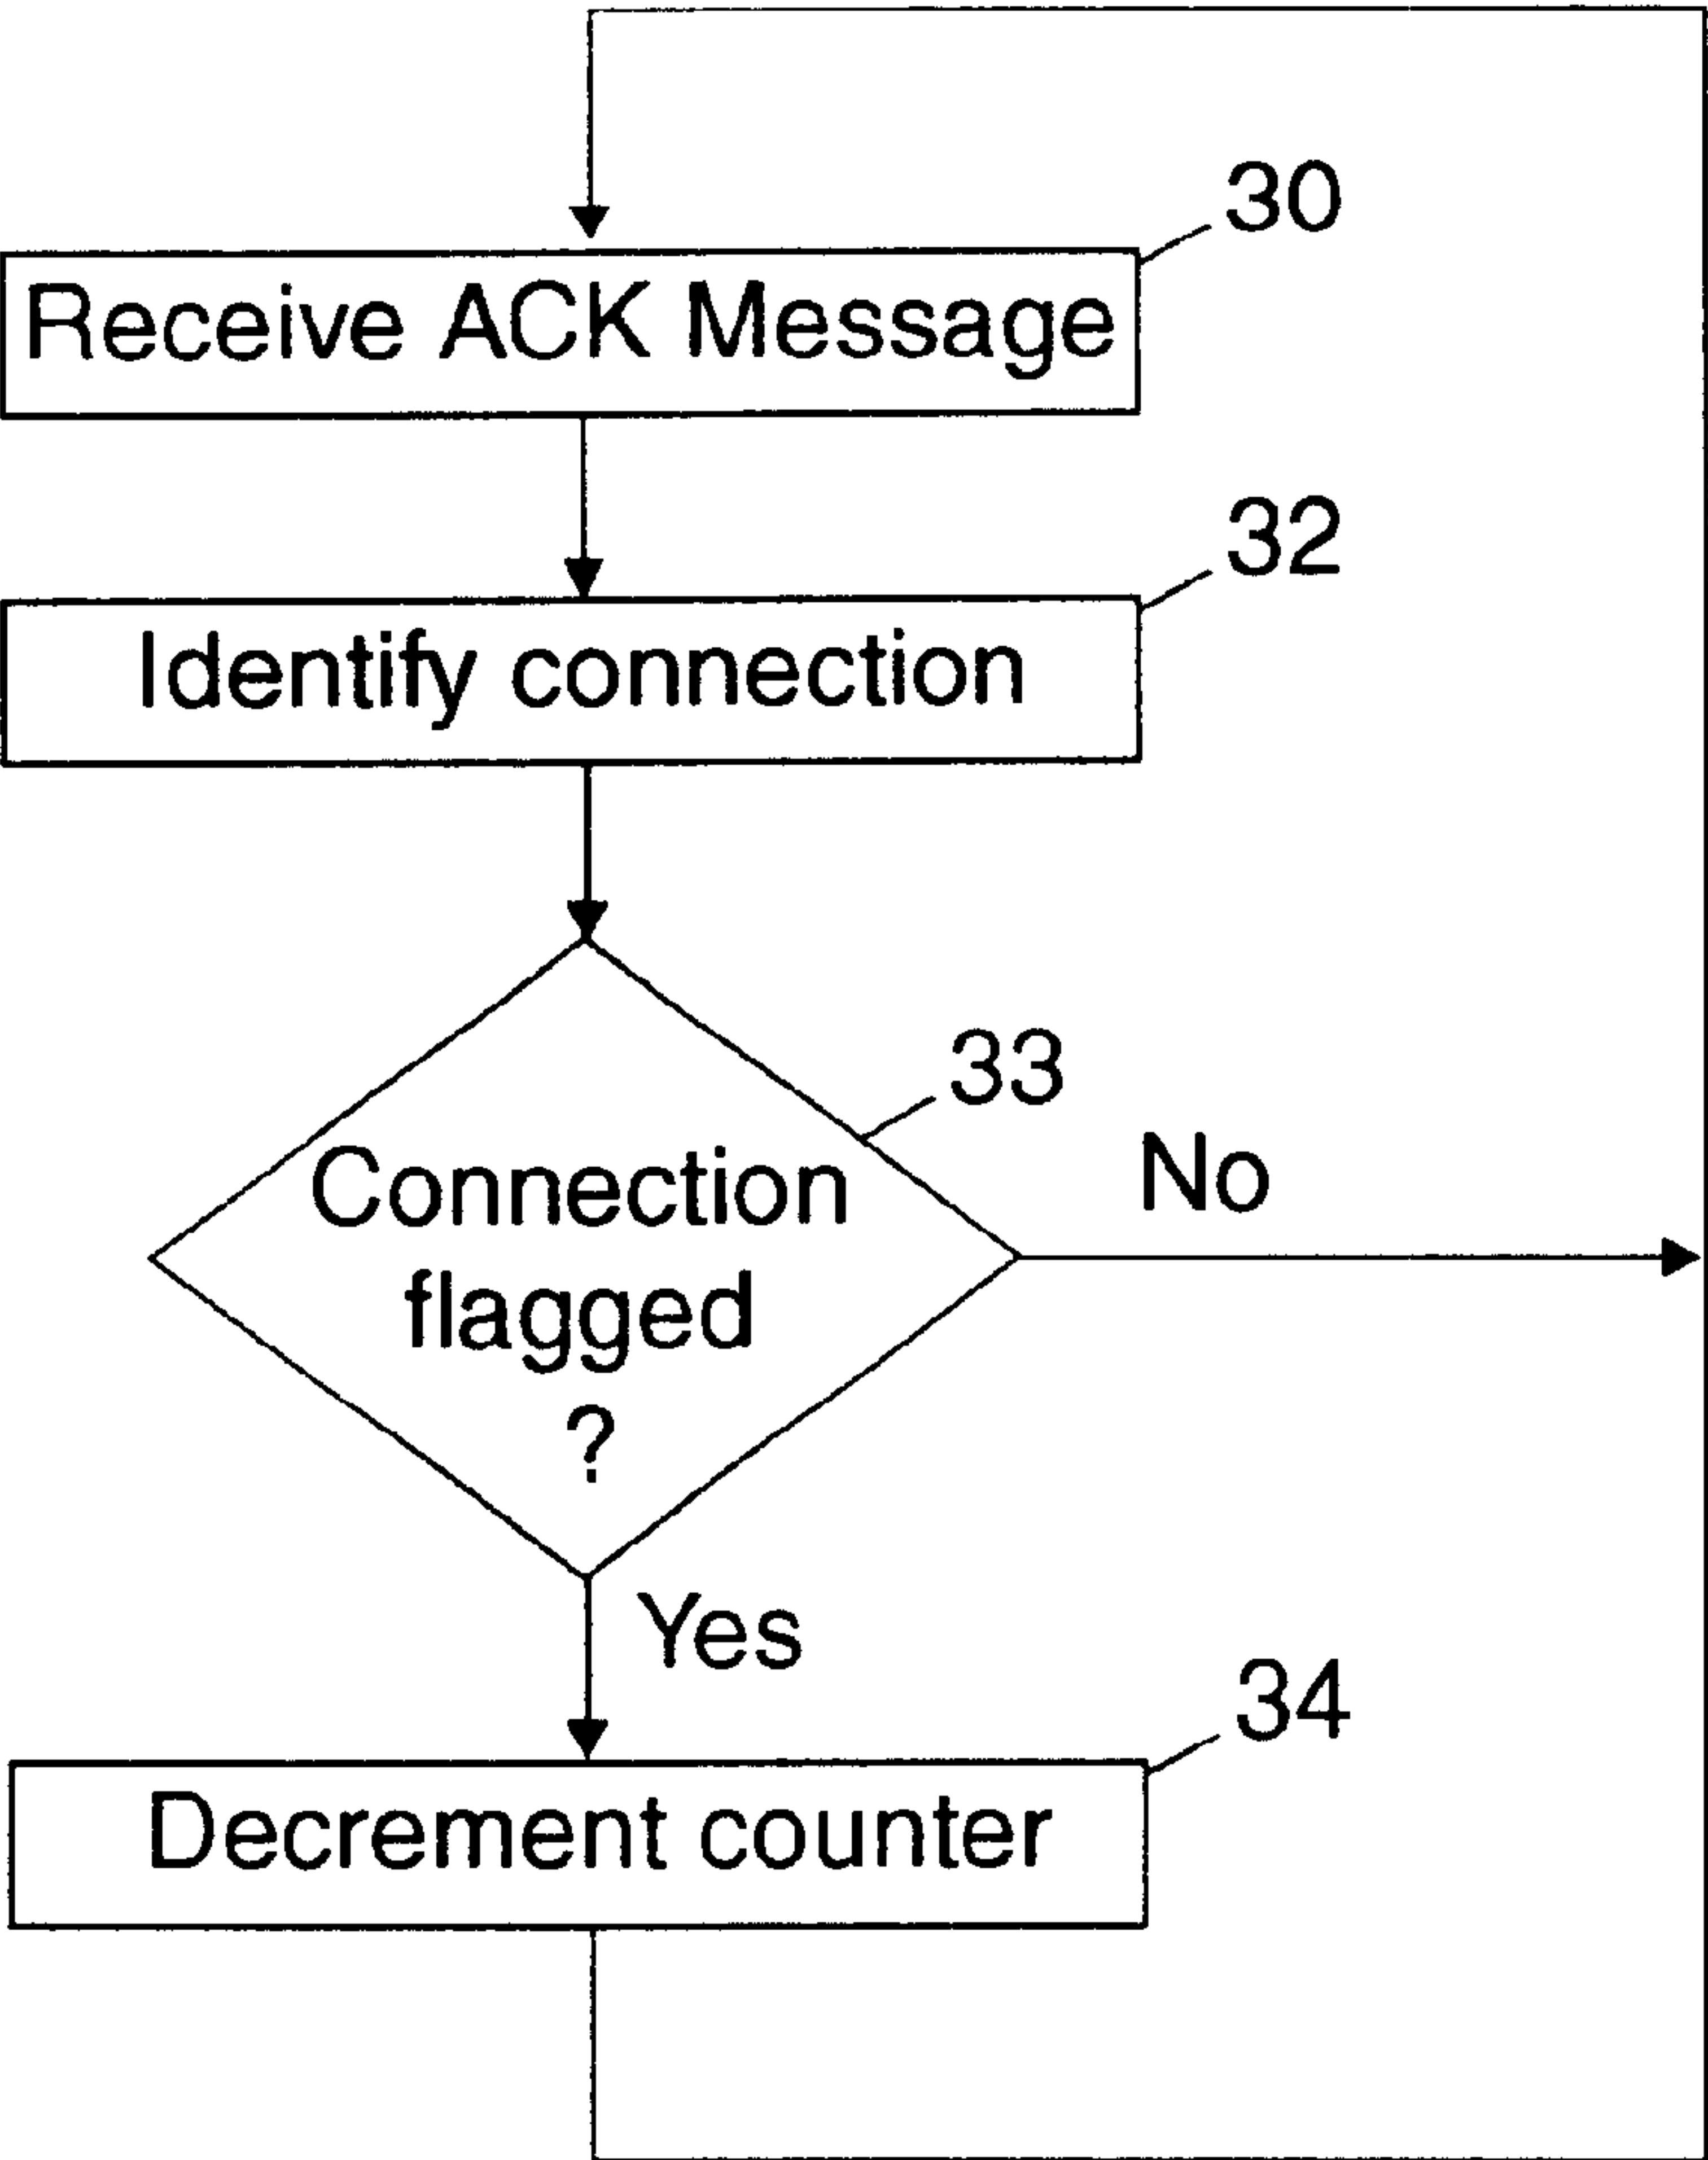 30
Receive ACK Message
32
Identify connection
33
Connection
flagged
?
No
Yes
34
Decrement counter